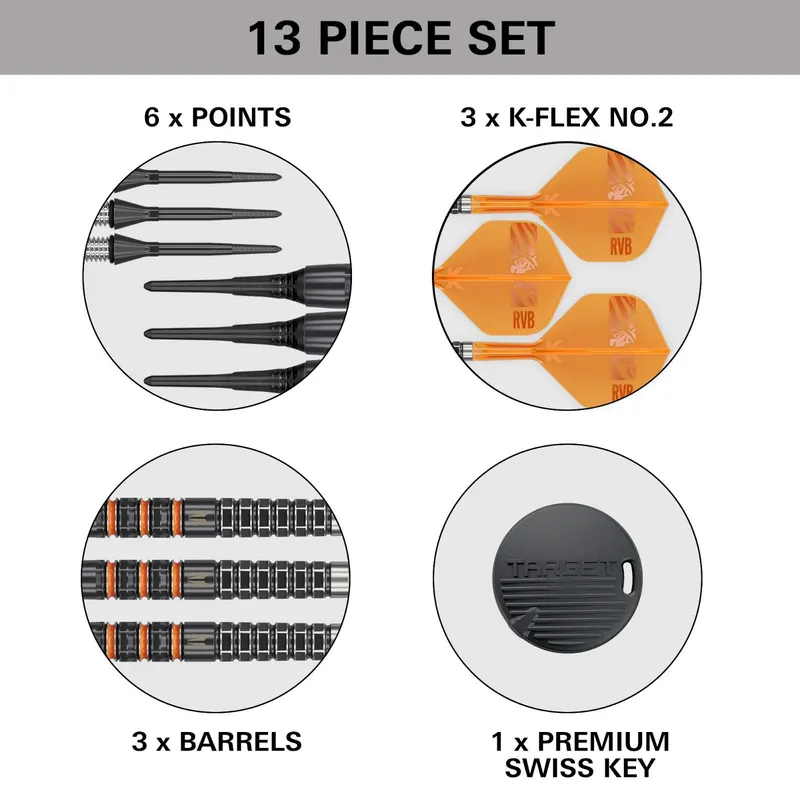 13 PIECE SET
6 x POINTS
3 x K-FLEX NO.2
RVB
RVB
RVB
TARGET
3 x BARRELS
1 x PREMIUM
SWISS KEY